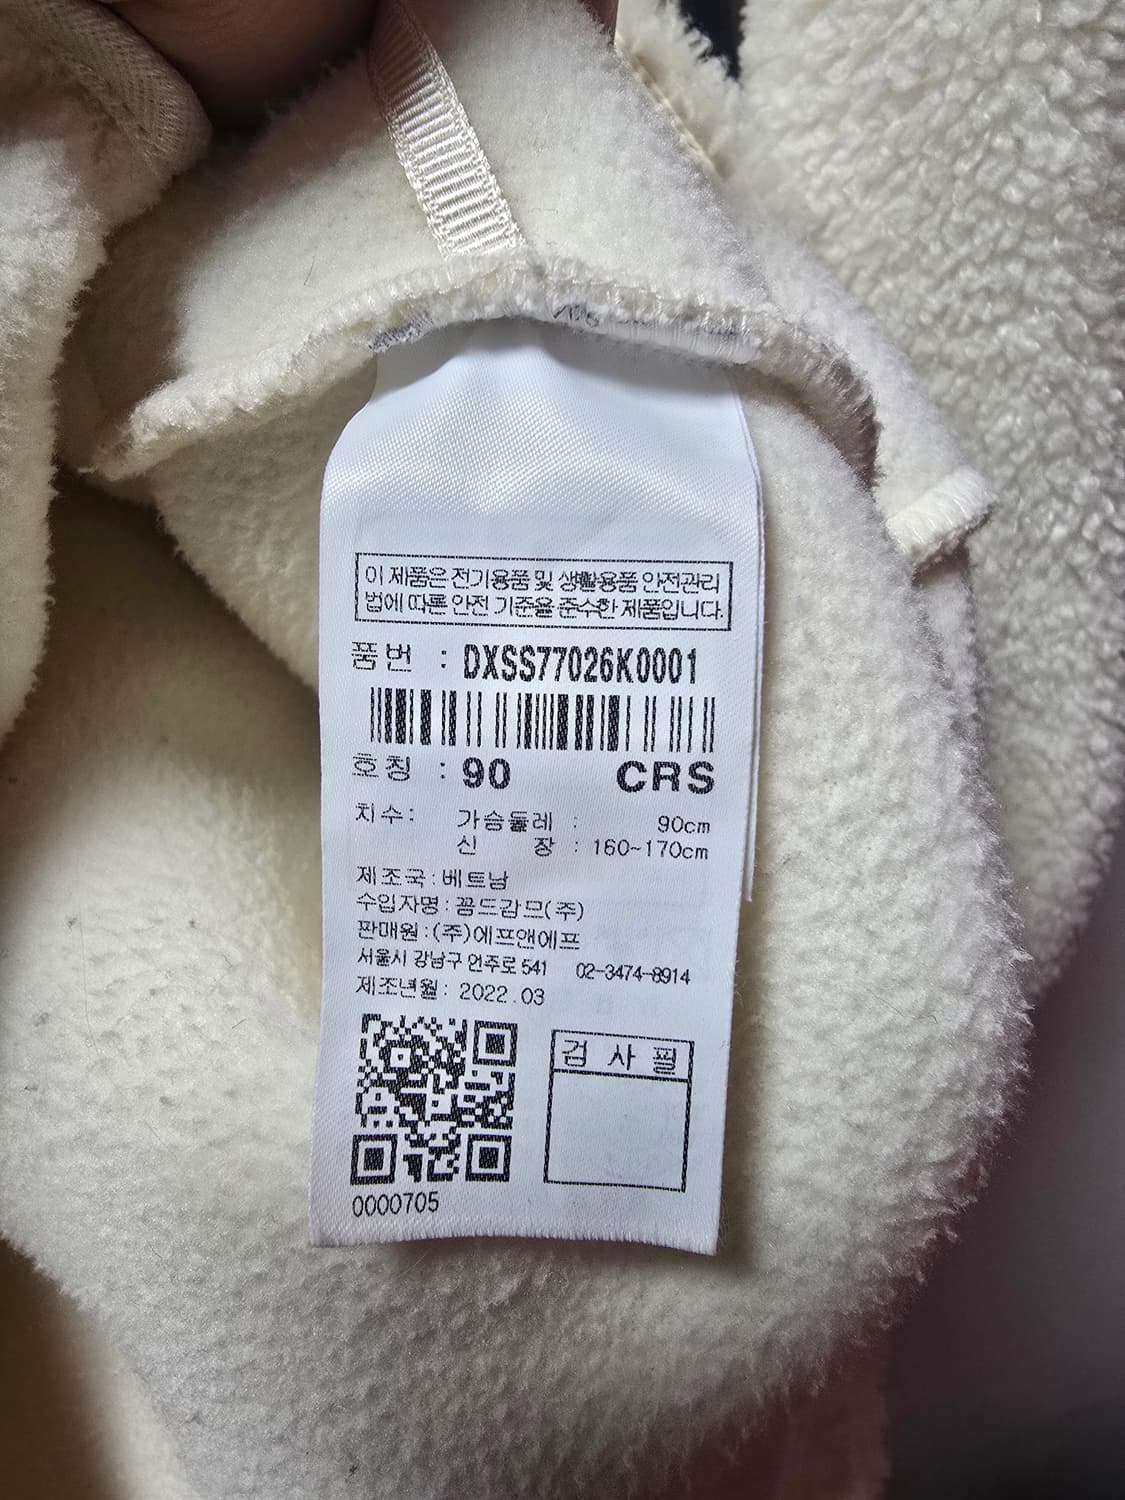 이 제품은 전기용품 및 생활용품 안전관리
법에 따른 안전 기준을 준수한 제품입니다.
품번 : DXSS77026K0001
호칭 : 90 CRS
치수: 가슴둘레 : 90cm
신 장 : 160~170cm
제조국:베트남
수입자명:꼼드감므(주)
판매원:(주)에프앤에프
서울시 강남구 언주로 541 02-3474-8914
제조년월: 2022.03
검 사 필
0000705